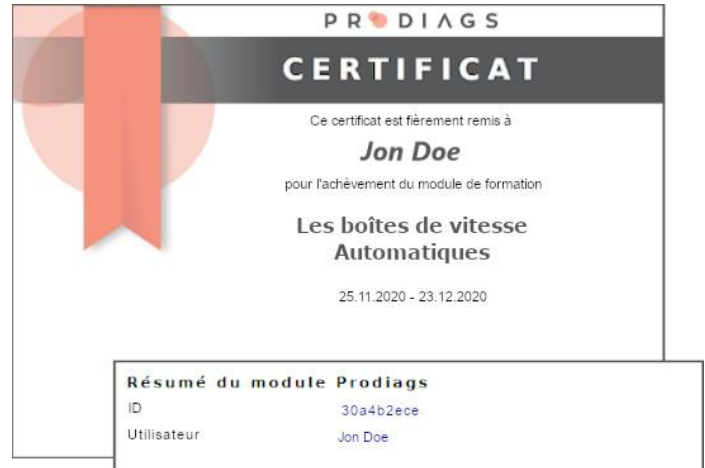 PRODIAGS
CERTIFICAT
Ce certificat est fièrement remis à
Jon Doe
pour l'achèvement du module de formation
Les boîtes de vitesse
Automatiques
25.11.2020 - 23.12.2020
Résumé du module Prodiags
ID 30a4b2ece
Utilisateur Jon Doe